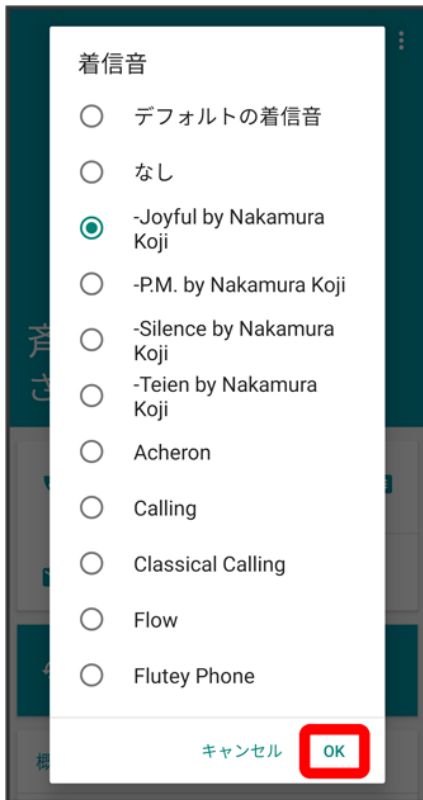 着信音
デフォルトの着信音
なし
-Joyful by Nakamura
Koji
-P.M. by Nakamura Koji
-Silence by Nakamura
Koji
-Teien by Nakamura
Koji
Acheron
Calling
Classical Calling
Flow
Flutey Phone
キャンセル OK